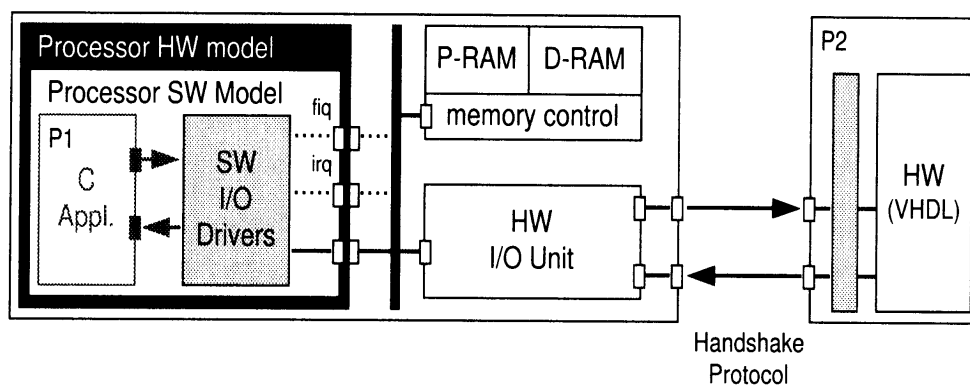 Processor HW model
Processor SW Model
P1
C
Appl.
SW
I/O
Drivers
fiq
irq
P-RAM
D-RAM
memory control
HW
I/O Unit
P2
HW
(VHDL)
Handshake
Protocol